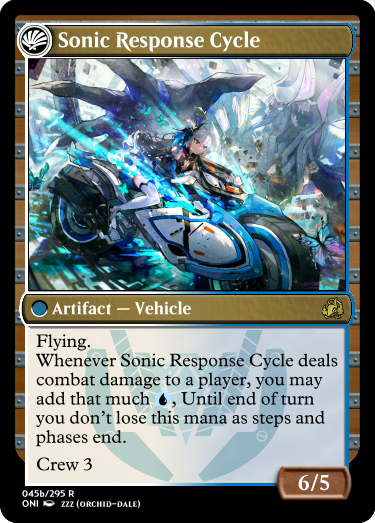 Sonic Response Cycle
Artifact — Vehicle
Flying.
Whenever Sonic Response Cycle deals
combat damage to a player, you may
add that much , Until end of turn
you don't lose this mana as steps and
phases end.
Crew 3
6/5
045b/295 R
ONI ZZZ (ORCHID-DALE)